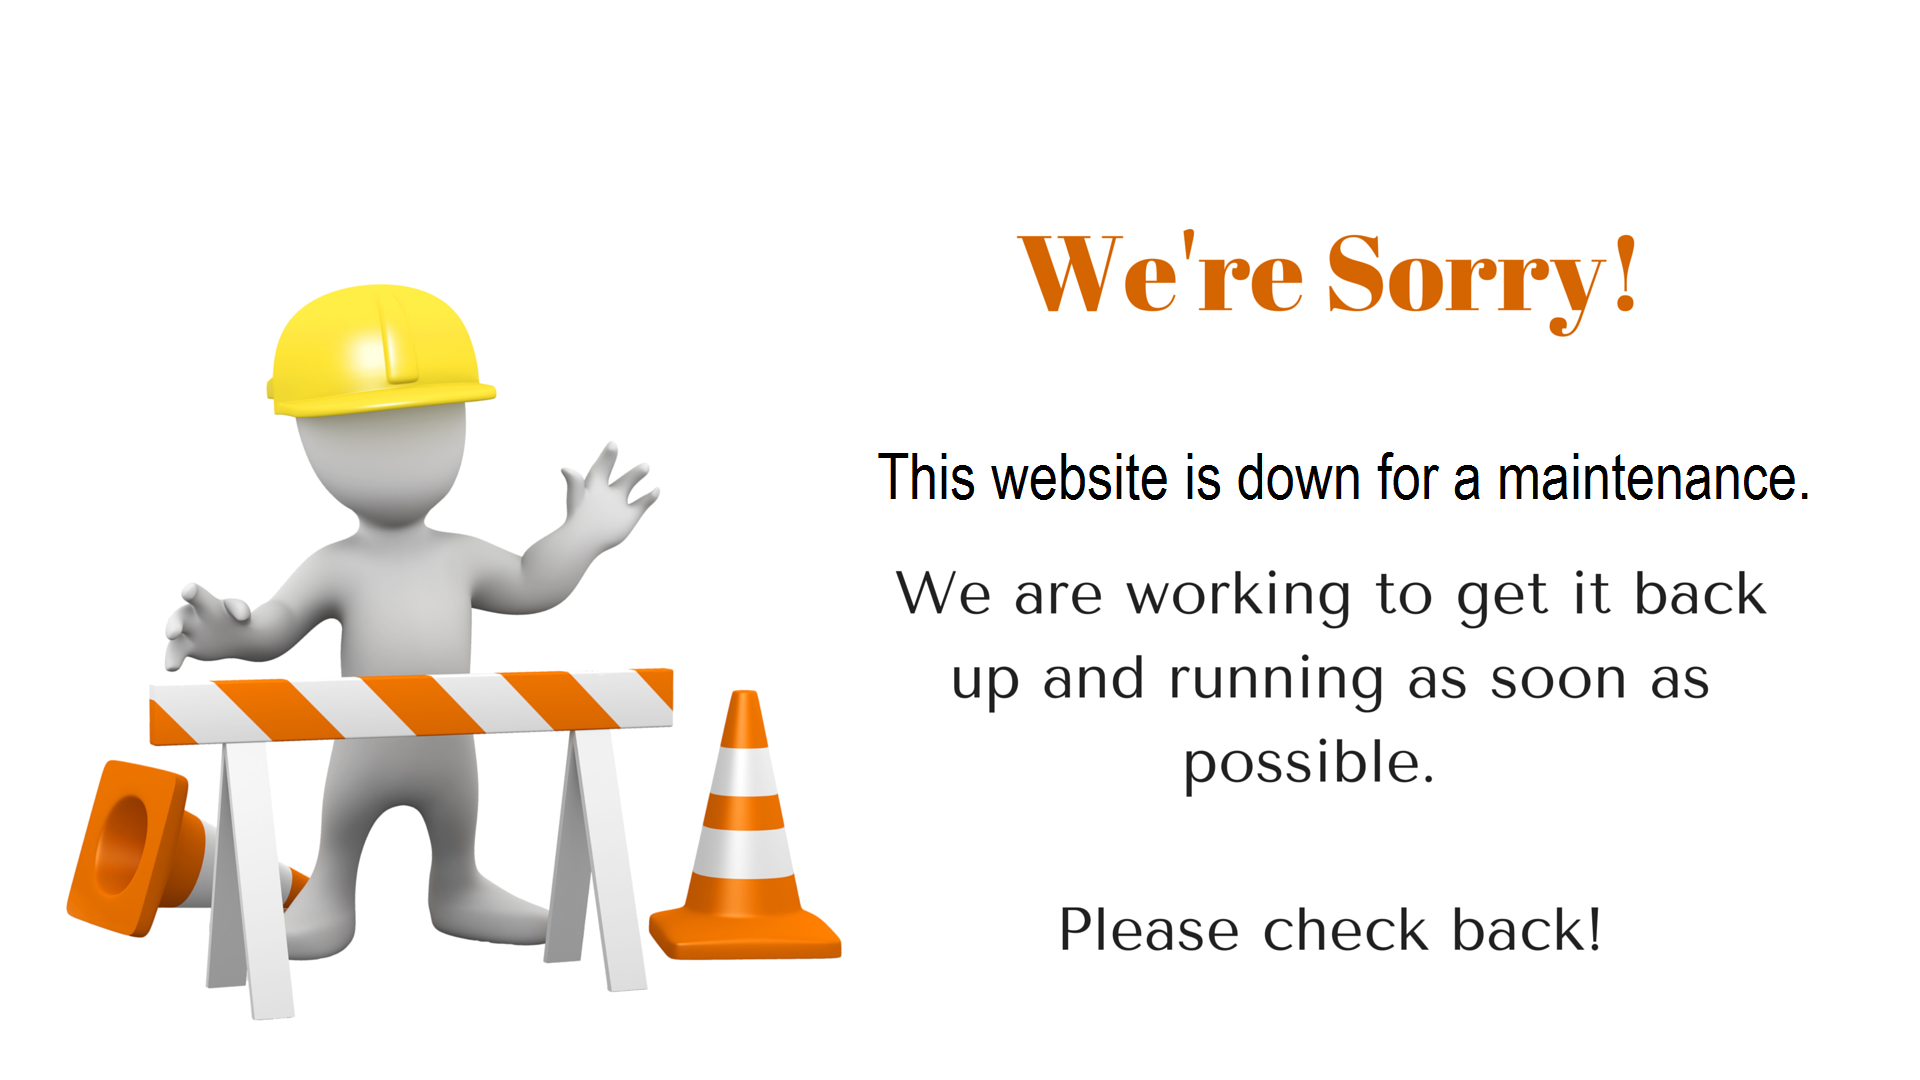 We're Sorry!
This website is down for a maintenance.
We are working to get it back
up and running as soon as
possible.
Please check back!